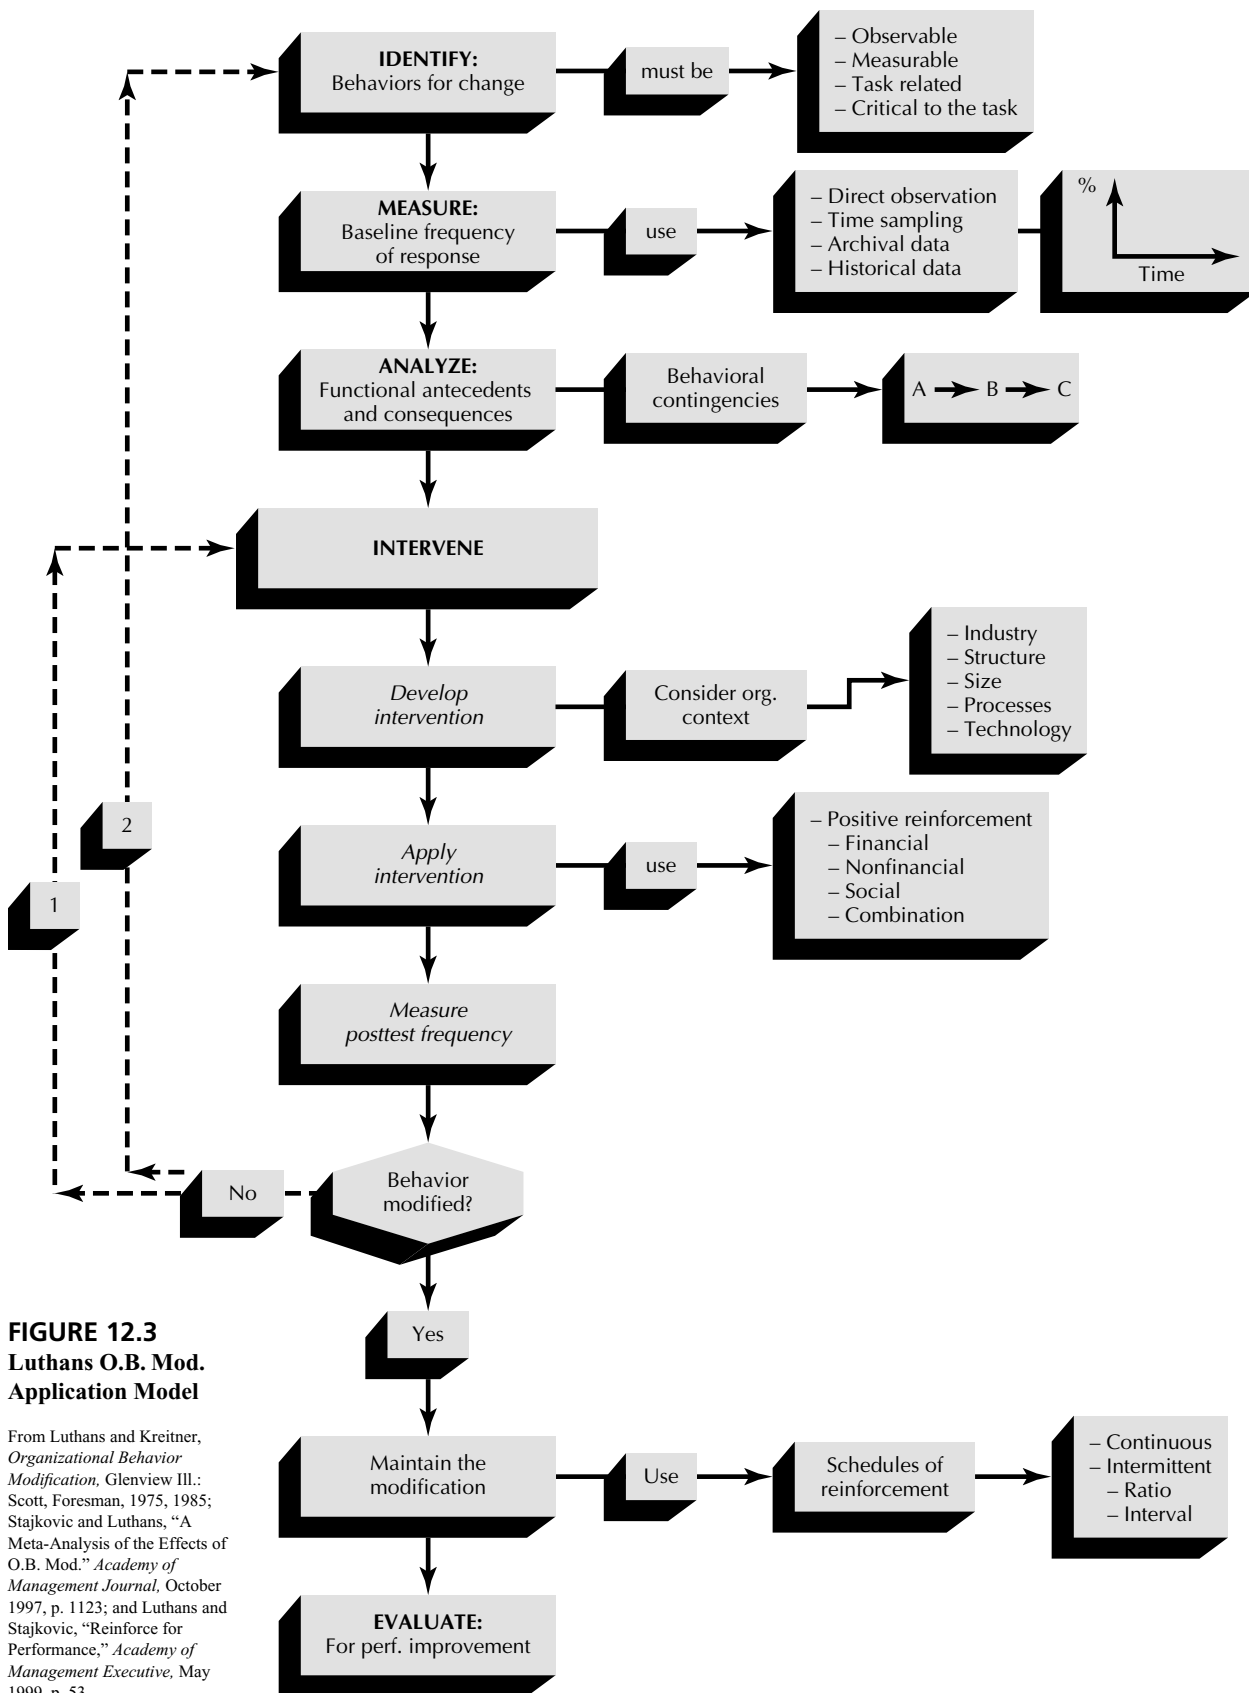 IDENTIFY:
Behaviors for change
must be
– Observable
– Measurable
– Task related
– Critical to the task
MEASURE:
Baseline frequency
of response
use
– Direct observation
– Time sampling
– Archival data
– Historical data
%
Time
ANALYZE:
Functional antecedents
and consequences
Behavioral
contingencies
A
B
C
INTERVENE
Develop
intervention
Consider org.
context
– Industry
– Structure
– Size
– Processes
– Technology
2
1
Apply
intervention
use
– Positive reinforcement
– Financial
– Nonfinancial
– Social
– Combination
Measure
posttest frequency
Behavior
modified?
No
Yes
Maintain the
modification
Use
Schedules of
reinforcement
– Continuous
– Intermittent
– Ratio
– Interval
EVALUATE:
For perf. improvement
FIGURE 12.3
Luthans O.B. Mod.
Application Model
From Luthans and Kreitner,
Organizational Behavior
Modification, Glenview Ill.:
Scott, Foresman, 1975, 1985;
Stajkovic and Luthans, “A
Meta-Analysis of the Effects of
O.B. Mod.” Academy of
Management Journal, October
1997, p. 1123; and Luthans and
Stajkovic, “Reinforce for
Performance,” Academy of
Management Executive, May
1999, p. 53.